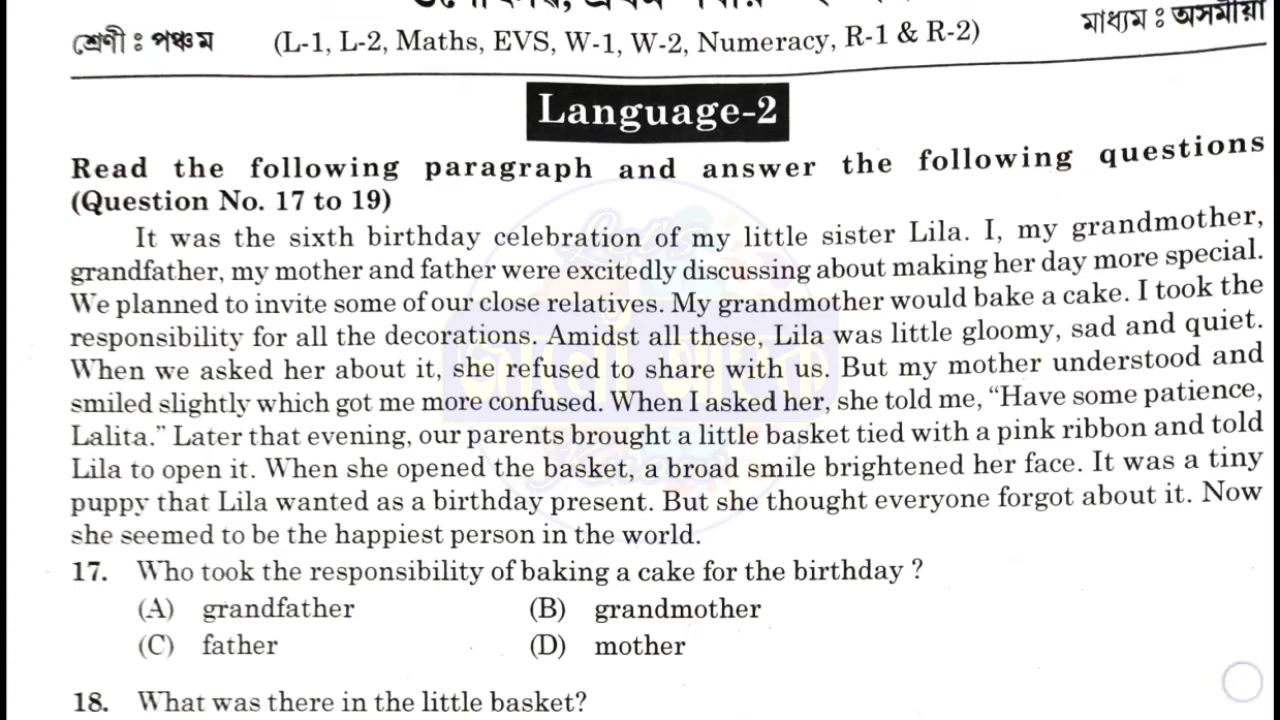 শ্রেণী : পঞ্চম (L-1, L-2, Maths, EVS, W-1, W-2, Numeracy, R-1 & R-2) মাধ্যম : অসমীয়া
Language-2
Read the following paragraph and answer the following questions
(Question No. 17 to 19)
It was the sixth birthday celebration of my little sister Lila. I, my grandmother,
grandfather, my mother and father were excitedly discussing about making her day more special.
We planned to invite some of our close relatives. My grandmother would bake a cake. I took the
responsibility for all the decorations. Amidst all these, Lila was little gloomy, sad and quiet.
When we asked her about it, she refused to share with us. But my mother understood and
smiled slightly which got me more confused. When I asked her, she told me, “Have some patience,
Lalita.” Later that evening, our parents brought a little basket tied with a pink ribbon and told
Lila to open it. When she opened the basket, a broad smile brightened her face. It was a tiny
puppy that Lila wanted as a birthday present. But she thought everyone forgot about it. Now
she seemed to be the happiest person in the world.
17. Who took the responsibility of baking a cake for the birthday ?
(A) grandfather (B) grandmother
(C) father (D) mother
18. What was there in the little basket?